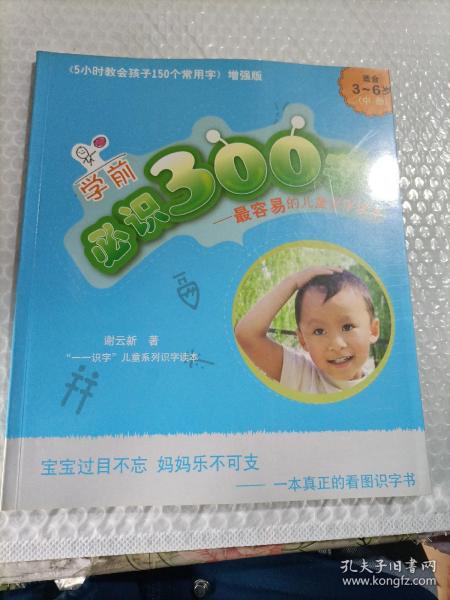 《5小时教会孩子150个常用字》增强版
适合
3~6岁
(中册)
学前
必识300字
——最容易的儿童识字读本
谢云新 著
“一一识字”儿童系列识字读本
宝宝过目不忘 妈妈乐不可支
—— 一本真正的看图识字书
孔夫子旧书网
www.kongfz.com